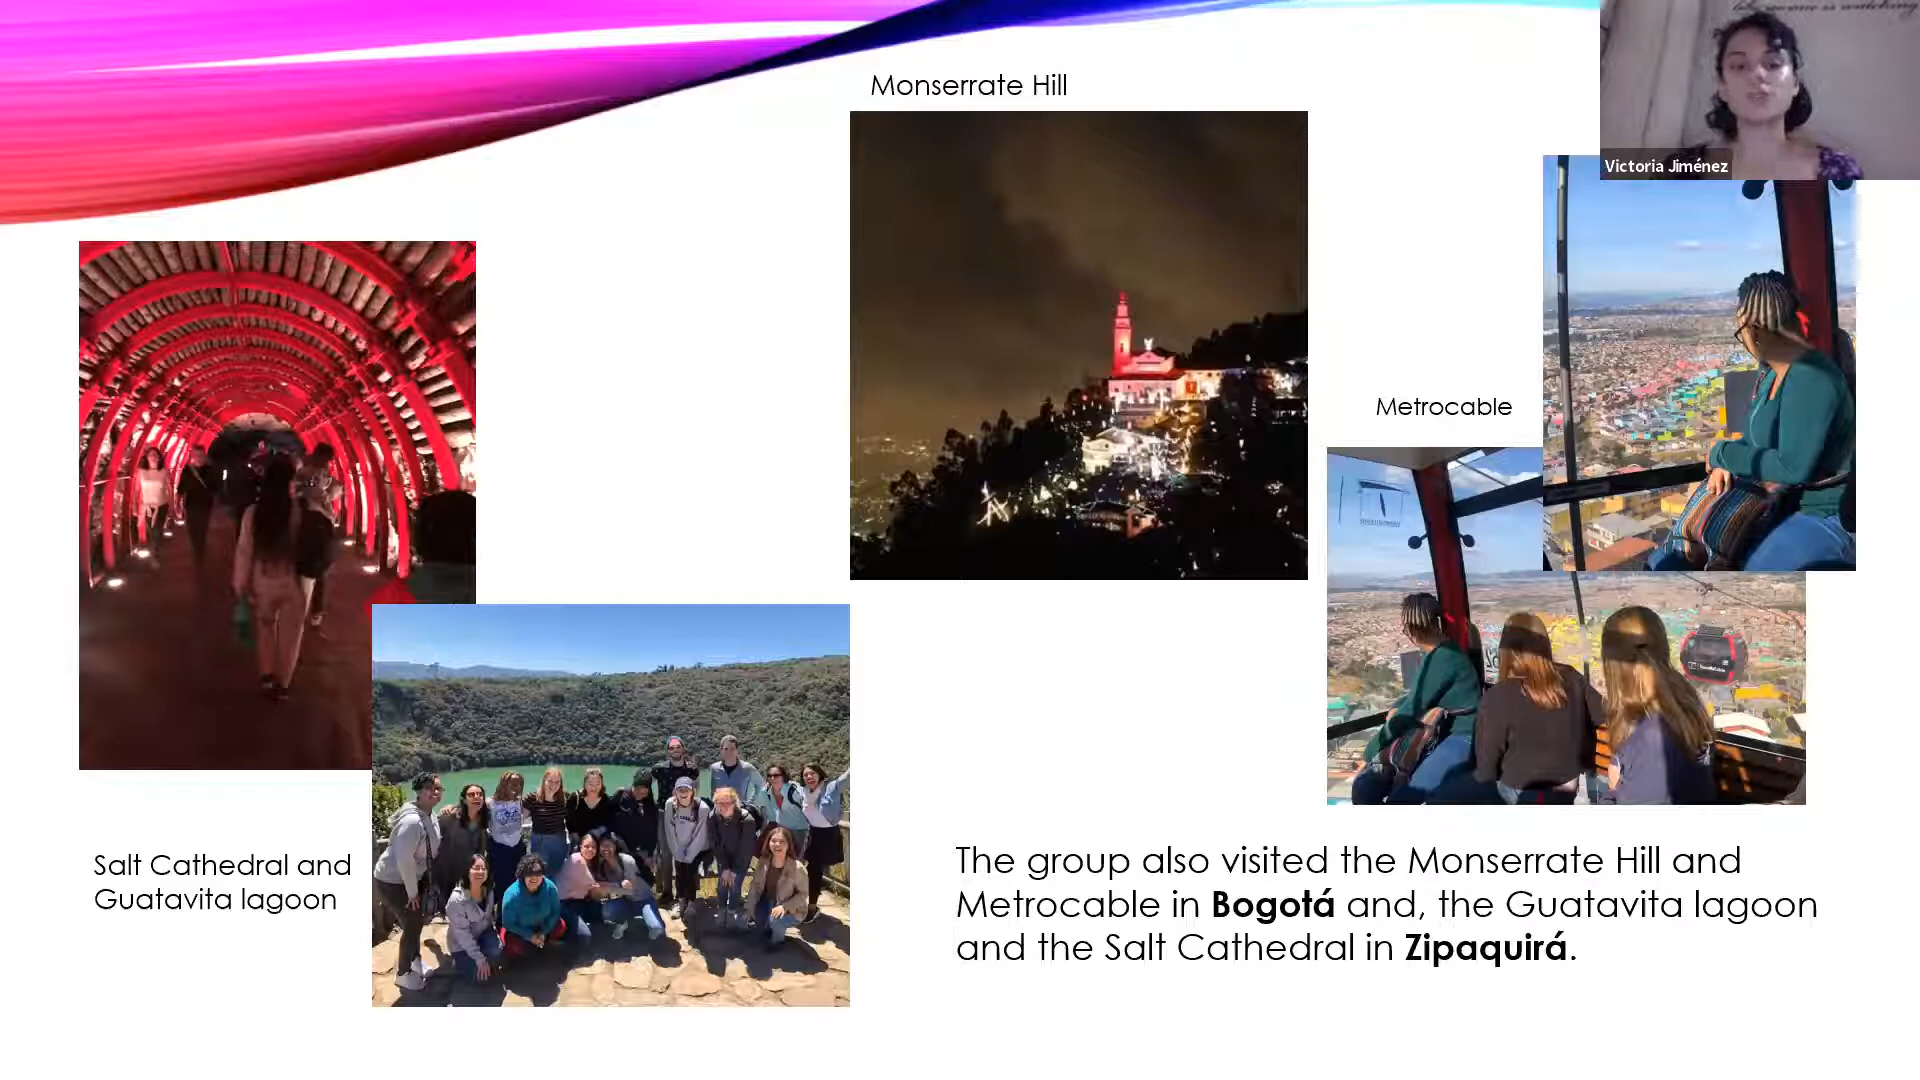 Monserrate Hill
Victoria Jiménez
Metrocable
Salt Cathedral and
Guatavita lagoon
The group also visited the Monserrate Hill and
Metrocable in Bogotá and, the Guatavita lagoon
and the Salt Cathedral in Zipaquirá.